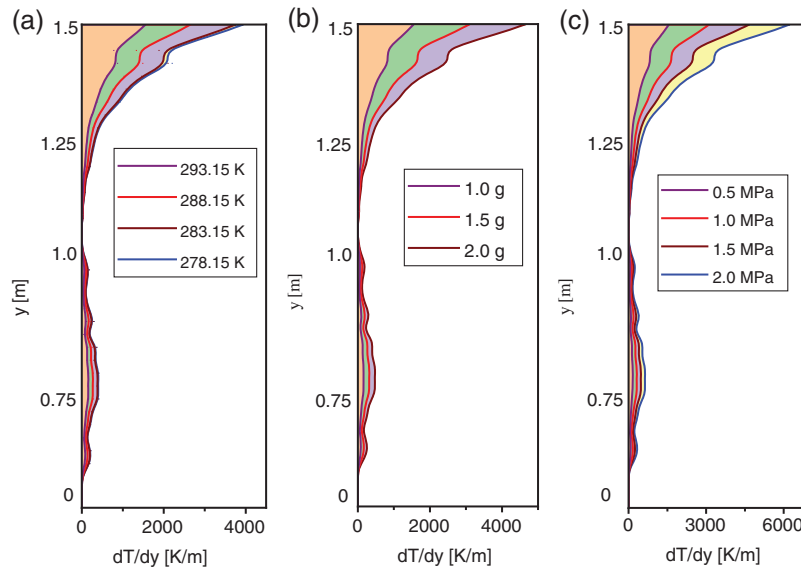 (a)
1.5
1.25
1.0
0.75
0
y [m]
293.15 K
288.15 K
283.15 K
278.15 K
0
2000
4000
dT/dy [K/m]
(b)
1.5
1.25
1.0
0.75
0
y [m]
1.0 g
1.5 g
2.0 g
0
2000
4000
dT/dy [K/m]
(c)
1.5
1.25
1.0
0.75
0
y [m]
0.5 MPa
1.0 MPa
1.5 MPa
2.0 MPa
0
3000
6000
dT/dy [K/m]